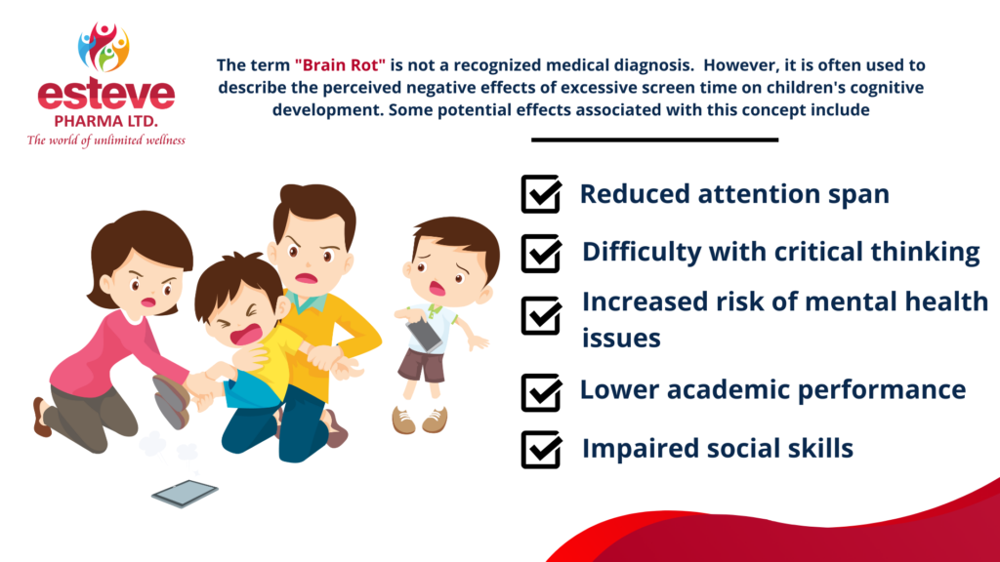 esteve
PHARMA LTD.
The world of unlimited wellness
The term "Brain Rot" is not a recognized medical diagnosis. However, it is often used to
describe the perceived negative effects of excessive screen time on children's cognitive
development. Some potential effects associated with this concept include
Reduced attention span
Difficulty with critical thinking
Increased risk of mental health
issues
Lower academic performance
Impaired social skills